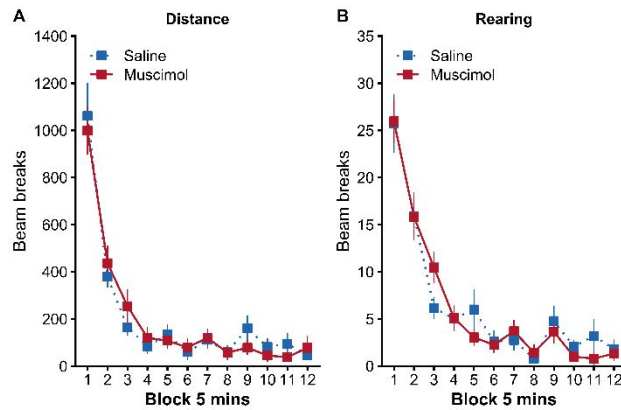 A
Distance
1400
1200
1000
800
600
400
200
0
Beam breaks
Saline
Muscimol
1 2 3 4 5 6 7 8 9 10 11 12
Block 5 mins
B
Rearing
35
30
25
20
15
10
5
0
Beam breaks
Saline
Muscimol
1 2 3 4 5 6 7 8 9 10 11 12
Block 5 mins